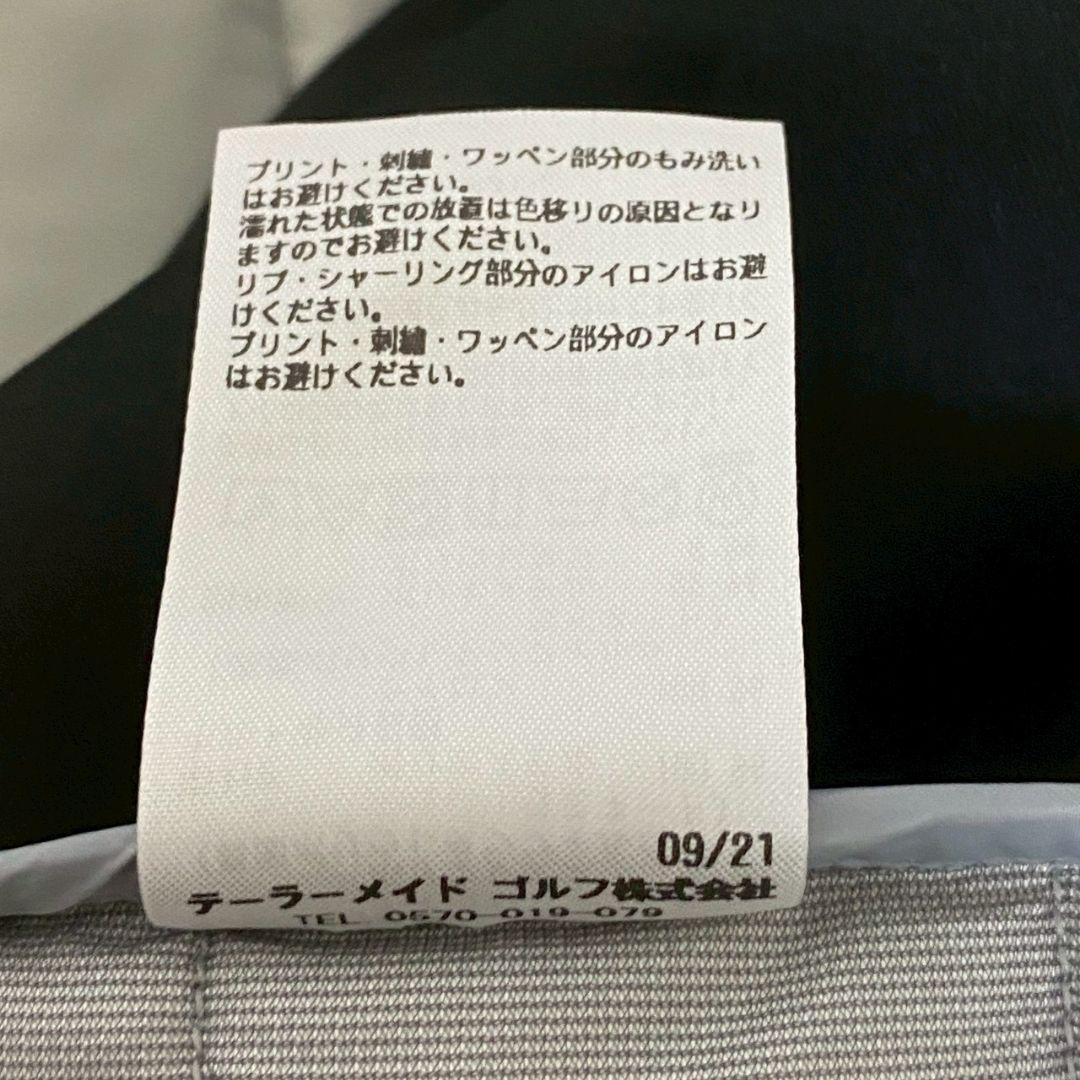 プリント・刺繍・ワッペン部分のもみ洗い
はお避けください。
濡れた状態での放置は色移りの原因となり
ますのでお避けください。
リブ・シャーリング部分のアイロンはお避
けください。
プリント・刺繍・ワッペン部分のアイロン
はお避けください。
09/21
テーラーメイド ゴルフ株式会社
TEL 0570-019-079